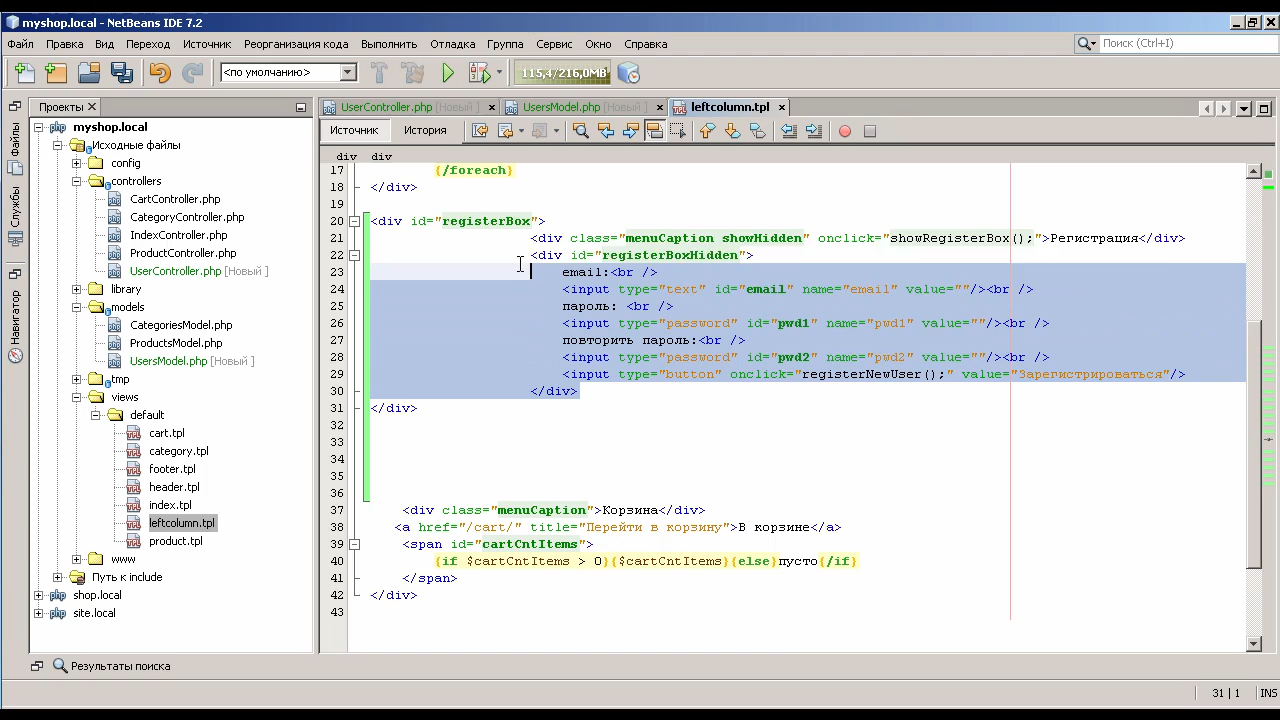 myshop.local - NetBeans IDE 7.2
Файл Правка Вид Переход Источник Реорганизация кода Выполнить Отладка Группа Сервис Окно Справка
Поиск (Ctrl+I)
<по умолчанию>
115,4/216,0MB
Проекты
UserController.php [Новый ]
UsersModel.php [Новый ]
leftcolumn.tpl
Источник История
Файлы
Службы
Навигатор
myshop.local
Исходные файлы
config
controllers
CartController.php
CategoryController.php
IndexController.php
ProductController.php
UserController.php [Новый ]
library
models
CategoriesModel.php
ProductsModel.php
UsersModel.php [Новый ]
tmp
views
default
cart.tpl
category.tpl
footer.tpl
header.tpl
index.tpl
leftcolumn.tpl
product.tpl
www
Путь к include
shop.local
site.local
div div
17 {/foreach}
18 </div>
19
20 <div id="registerBox">
21 <div class="menuCaption showHidden" onclick="showRegisterBox();">Регистрация</div>
22 <div id="registerBoxHidden">
23 email:<br />
24 <input type="text" id="email" name="email" value=""/><br />
25 пароль: <br />
26 <input type="password" id="pwd1" name="pwd1" value=""/><br />
27 повторить пароль:<br />
28 <input type="password" id="pwd2" name="pwd2" value=""/><br />
29 <input type="button" onclick="registerNewUser();" value="Зарегистрироваться"/>
30 </div>
31 </div>
32
33
34
35
36
37 <div class="menuCaption">Корзина</div>
38 <a href="/cart/" title="Перейти в корзину">В корзине</a>
39 <span id="cartCntItems">
40 {if $cartCntItems > 0}{$cartCntItems}{else}пусто{/if}
41 </span>
42 </div>
43
Результаты поиска
31 | 1 INS